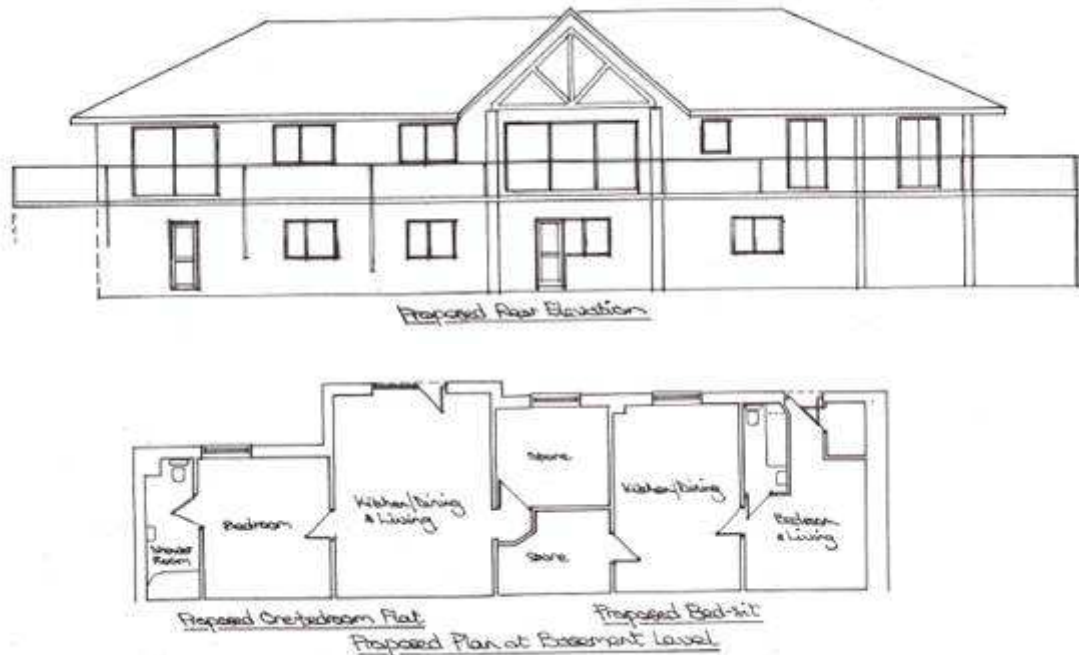 Proposed Rear Elevation
Store
Kitchen/Dining
& Living
Kitchen/Dining
Bedroom
Bedroom
& Living
Shower
Room
Store
Proposed One-bedroom Flat
Proposed Bed-sit
Proposed Plan at Basement Level